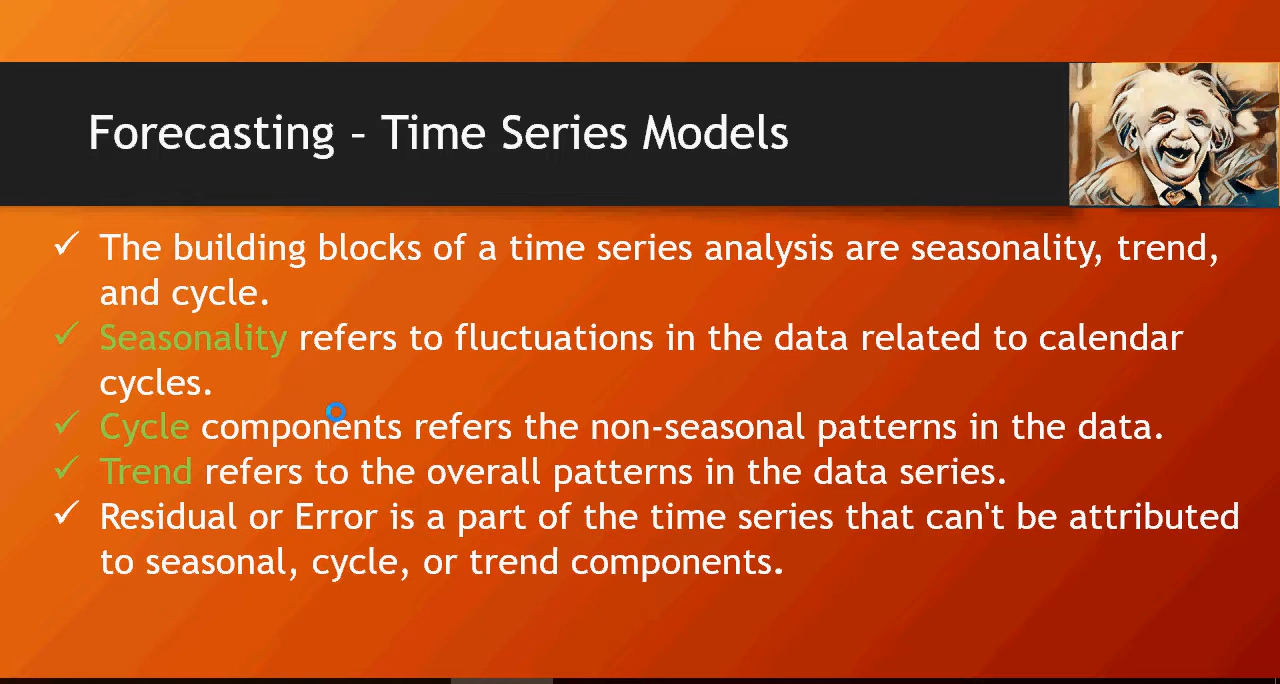 Forecasting – Time Series Models
✓ The building blocks of a time series analysis are seasonality, trend,
and cycle.
✓ Seasonality refers to fluctuations in the data related to calendar
cycles.
✓ Cycle components refers the non-seasonal patterns in the data.
✓ Trend refers to the overall patterns in the data series.
✓ Residual or Error is a part of the time series that can't be attributed
to seasonal, cycle, or trend components.